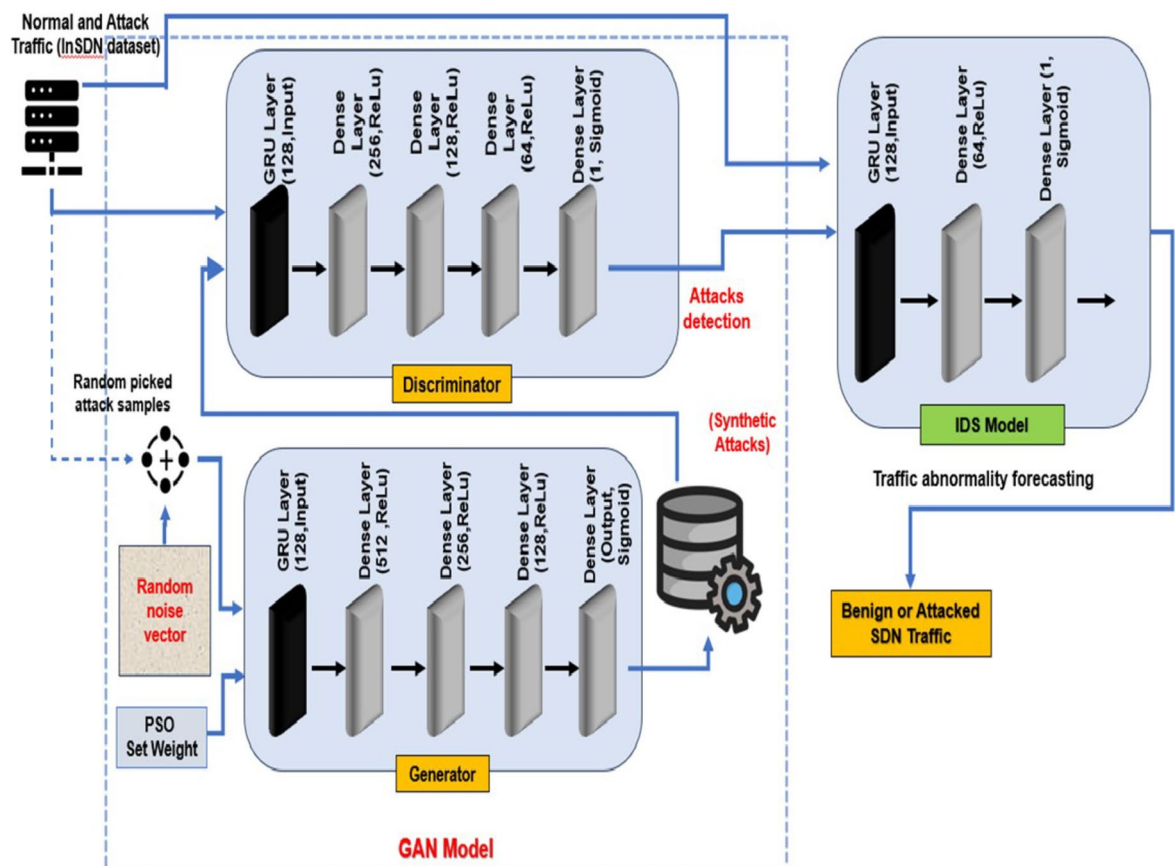 Normal and Attack
Traffic (InSDN dataset)
GRU Layer
(128,Input)
Dense
Layer
(256,ReLu)
Dense
Layer
(128,ReLu)
Dense
Layer
(64,ReLu)
Dense Layer
(1, Sigmoid)
Discriminator
Attacks
detection
GRU Layer
(128,Input)
Dense Layer
(64,ReLu)
Dense Layer (1,
Sigmoid)
IDS Model
Traffic abnormality forecasting
Benign or Attacked
SDN Traffic
Random picked
attack samples
Random
noise
vector
PSO
Set Weight
GRU Layer
(128,Input)
Dense Layer
(512 ,ReLu)
Dense Layer
(256,ReLu)
Dense Layer
(128,ReLu)
Dense Layer
(Output,
Sigmoid)
Generator
(Synthetic
Attacks)
GAN Model